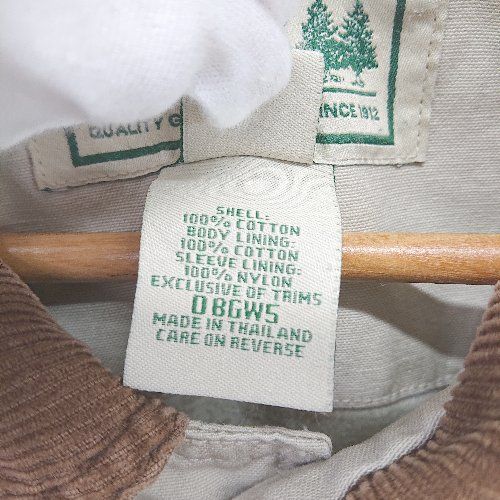 QUALITY
SINCE 1912
SHELL:
100% COTTON
BODY LINING:
100% COTTON
SLEEVE LINING:
100% NYLON
EXCLUSIVE OF TRIMS
0BGW5
MADE IN THAILAND
CARE ON REVERSE